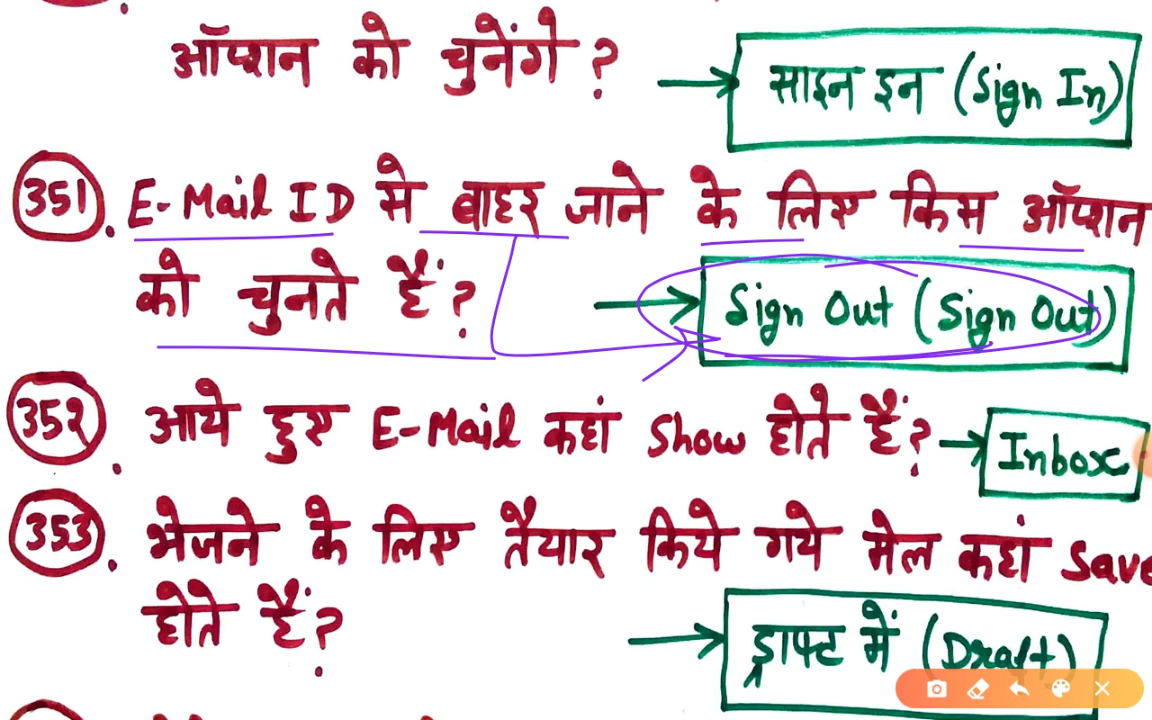 ऑप्शन को चुनेंगे ?
साइन इन (Sign In)
351. E-Mail ID से बाहर जाने के लिए किस ऑप्शन
को चुनते हैं?
Sign Out (Sign Out)
352. आये हुए E-Mail कहां Show होते हैं?
Inbox
353. भेजने के लिए तैयार किये गये मेल कहां Save
होते हैं?
ड्राफ्ट में (Draft)